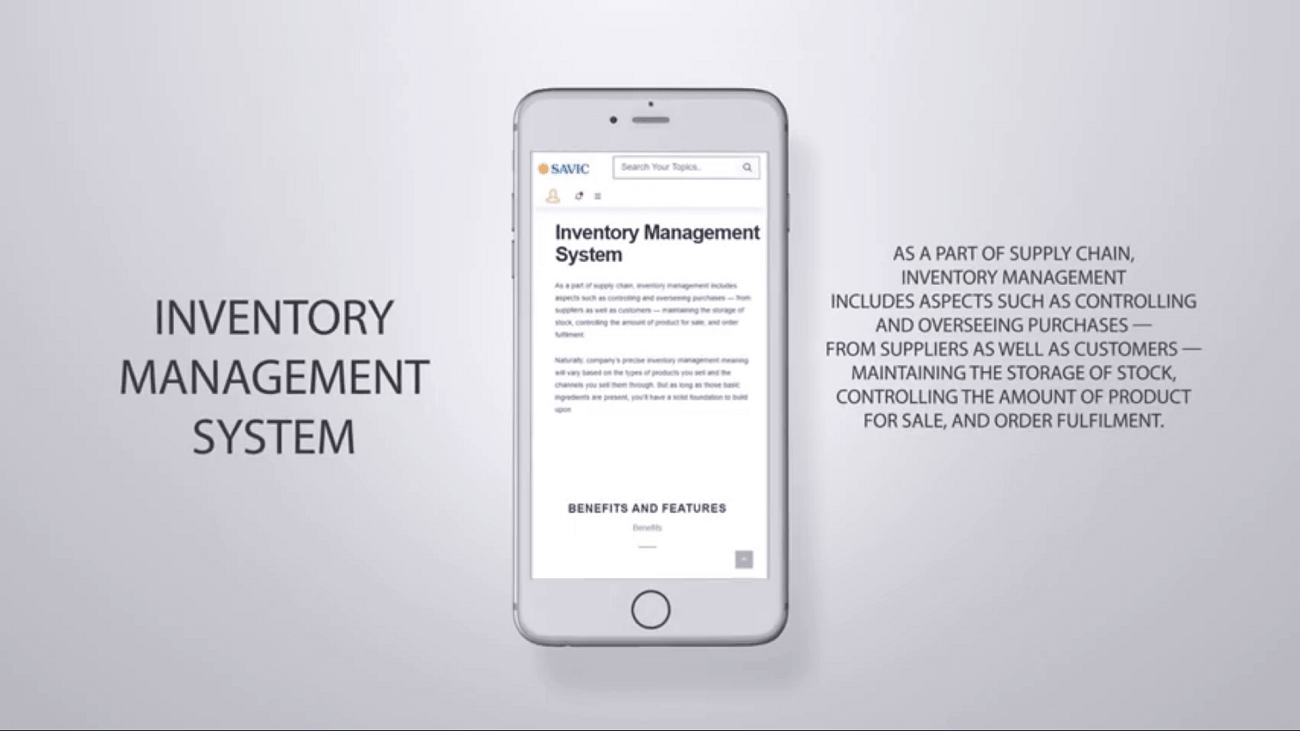 INVENTORY
MANAGEMENT
SYSTEM
SAVIC
Search Your Topics..
Inventory Management
System
As a part of supply chain, inventory management includes
aspects such as controlling and overseeing purchases — from
suppliers as well as customers — maintaining the storage of
stock, controlling the amount of product for sale, and order
fulfilment.
Naturally, company's precise inventory management meaning
will vary based on the types of products you sell and the
channels you sell them through. But as long as those basic
ingredients are present, you'll have a solid foundation to build
upon
BENEFITS AND FEATURES
Benefits
AS A PART OF SUPPLY CHAIN,
INVENTORY MANAGEMENT
INCLUDES ASPECTS SUCH AS CONTROLLING
AND OVERSEEING PURCHASES —
FROM SUPPLIERS AS WELL AS CUSTOMERS —
MAINTAINING THE STORAGE OF STOCK,
CONTROLLING THE AMOUNT OF PRODUCT
FOR SALE, AND ORDER FULFILMENT.